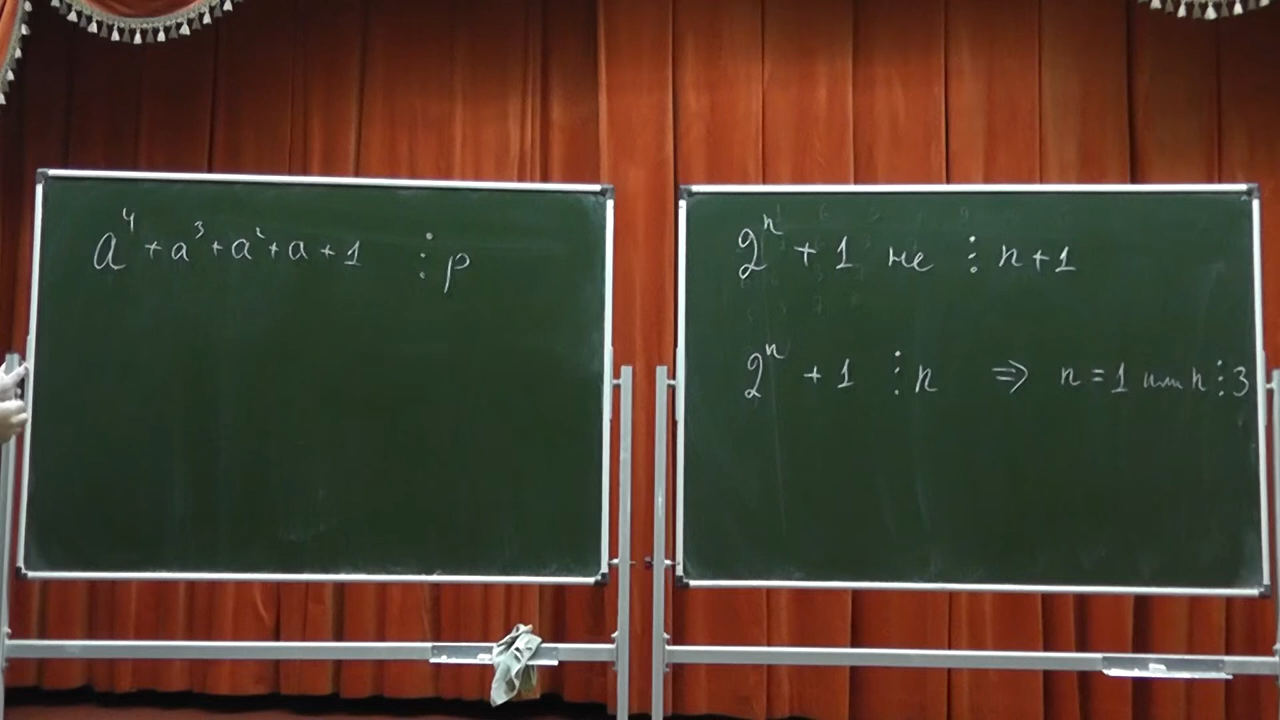 a⁴ + a³ + a² + a + 1 ⋮ p
2ⁿ + 1 не ⋮ n + 1
2ⁿ + 1 ⋮ n ⇒ n = 1 или n ⋮ 3